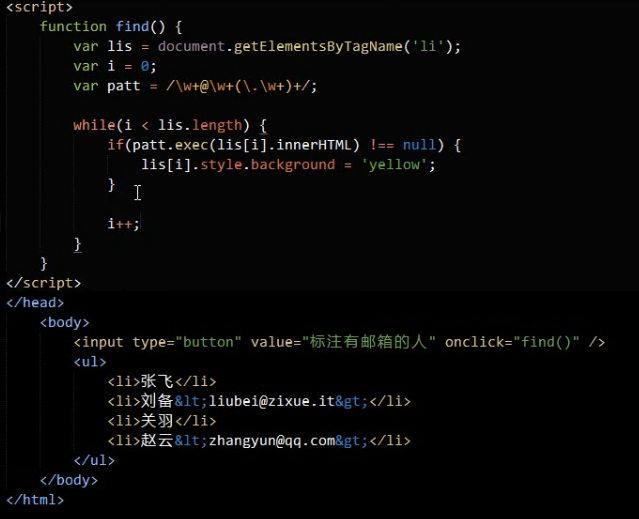 <script>
function find() {
var lis = document.getElementsByTagName('li');
var i = 0;
var patt = /\w+@\w+(\.\w+)+/;
while(i < lis.length) {
if(patt.exec(lis[i].innerHTML) !== null) {
lis[i].style.background = 'yellow';
}
i++;
}
}
</script>
</head>
<body>
<input type="button" value="标注有邮箱的人" onclick="find()" />
<ul>
<li>张飞</li>
<li>刘备&lt;liubei@zixue.it&gt;</li>
<li>关羽</li>
<li>赵云&lt;zhangyun@qq.com&gt;</li>
</ul>
</body>
</html>